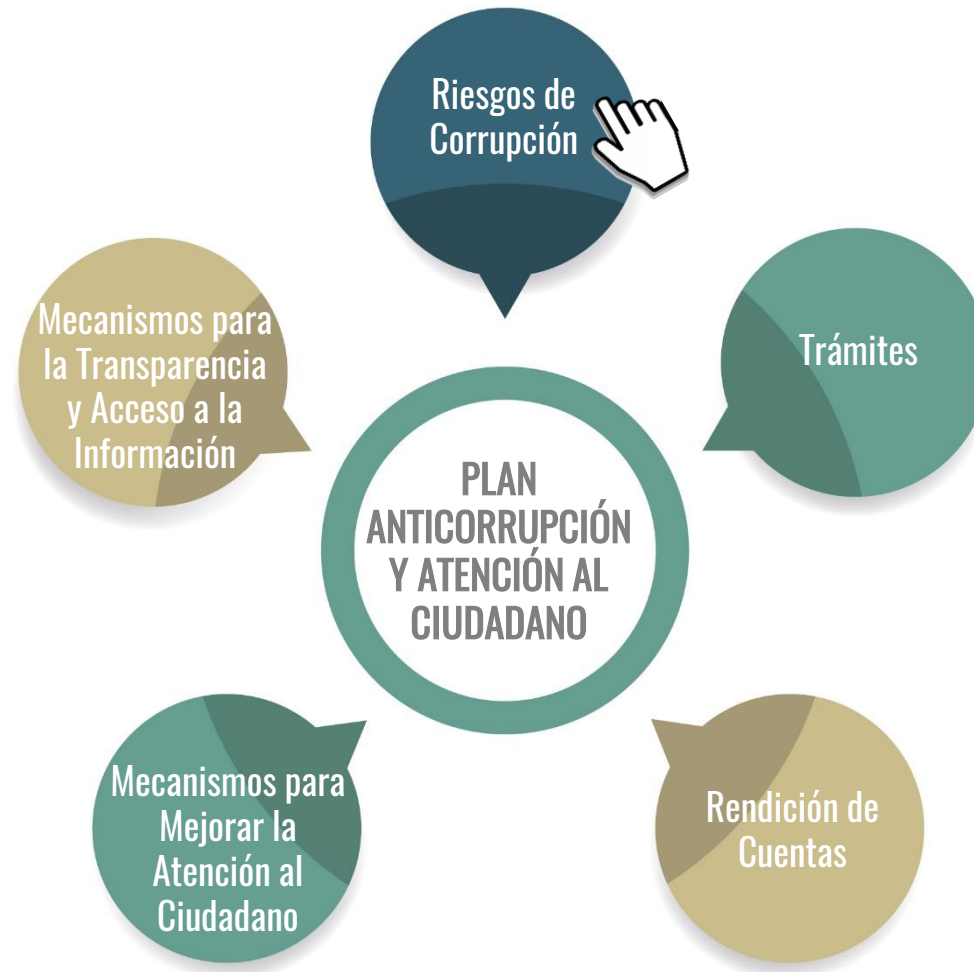 Riesgos de
Corrupción
Mecanismos para
la Transparencia
y Acceso a la
Información
Trámites
PLAN
ANTICORRUPCIÓN
Y ATENCIÓN AL
CIUDADANO
Mecanismos para
Mejorar la
Atención al
Ciudadano
Rendición de
Cuentas